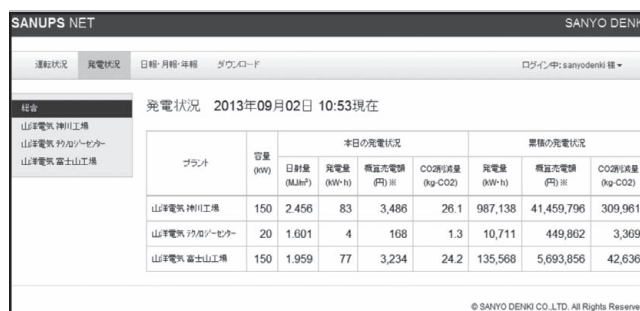 SANUPS NET SANYO DENKI
運転状況 発電状況 日報・月報・年報 ダウンロード ログイン中: sanyodenki 様
総合
山洋電気 神川工場
山洋電気 テクノロジーセンター
山洋電気 富士山工場
発電状況 2013年09月02日 10:53現在
プラント 容量 (kW) 本日の発電状況 累積の発電状況
日射量 (MJ/m²) 発電量 (kW・h) 概算売電額 (円) ※ CO2削減量 (kg-CO2) 発電量 (kW・h) 概算売電額 (円) ※ CO2削減量 (kg-CO2)
山洋電気 神川工場 150 2.456 83 3,486 26.1 987,138 41,459,796 309,961
山洋電気 テクノロジーセンター 20 1.601 4 168 1.3 10,711 449,862 3,369
山洋電気 富士山工場 150 1.959 77 3,234 24.2 135,568 5,693,856 42,636
© SANYO DENKI CO.,LTD. All Rights Reserve